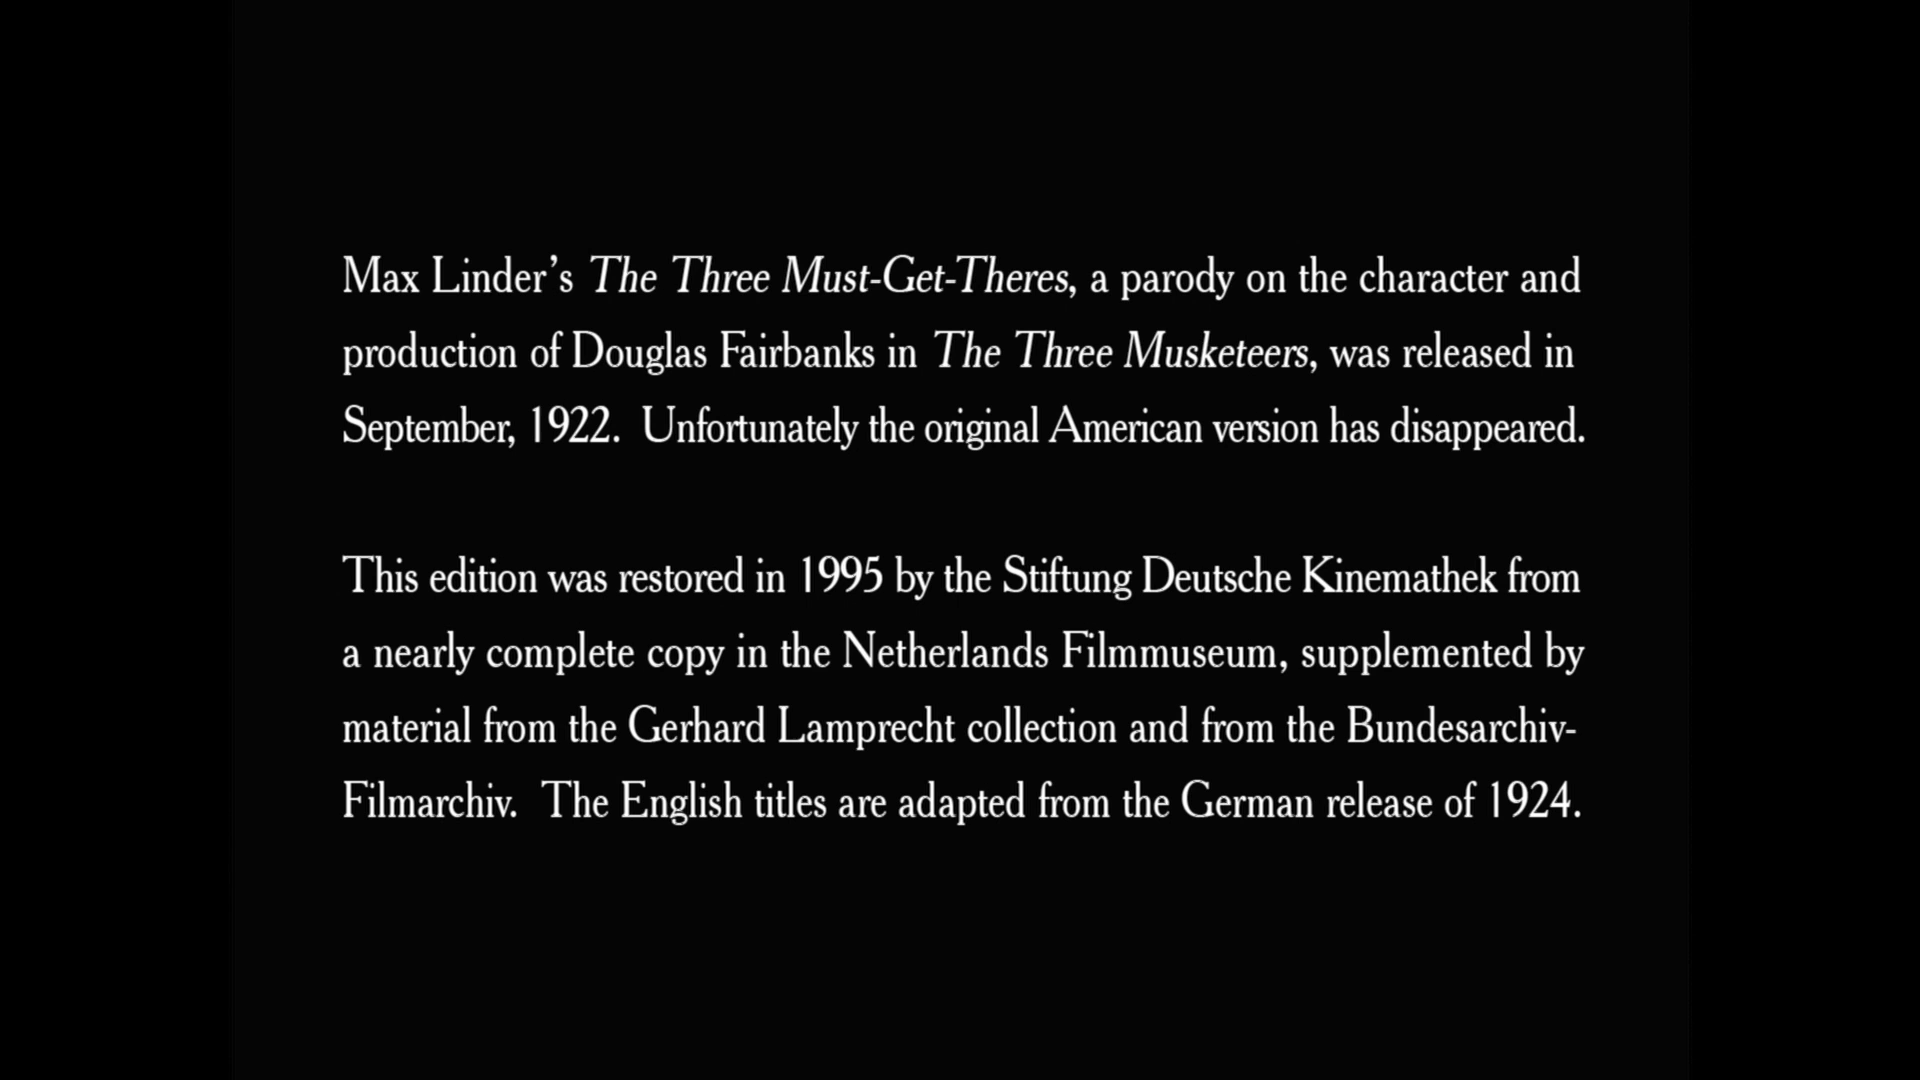 Max Linder’s The Three Must-Get-Theres, a parody on the character and
production of Douglas Fairbanks in The Three Musketeers, was released in
September, 1922.  Unfortunately the original American version has disappeared.
This edition was restored in 1995 by the Stiftung Deutsche Kinemathek from
a nearly complete copy in the Netherlands Filmmuseum, supplemented by
material from the Gerhard Lamprecht collection and from the Bundesarchiv-
Filmarchiv.  The English titles are adapted from the German release of 1924.